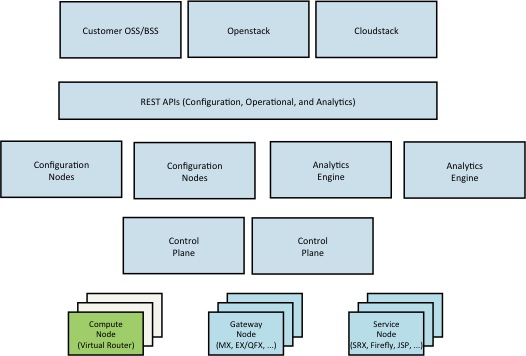 Customer OSS/BSS
Openstack
Cloudstack
REST APIs (Configuration, Operational, and Analytics)
Configuration
Nodes
Configuration
Nodes
Analytics
Engine
Analytics
Engine
Control
Plane
Control
Plane
Compute
Node
(Virtual Router)
Gateway
Node
(MX, EX/QFX, ...)
Service
Node
(SRX, Firefly, JSP, ...)